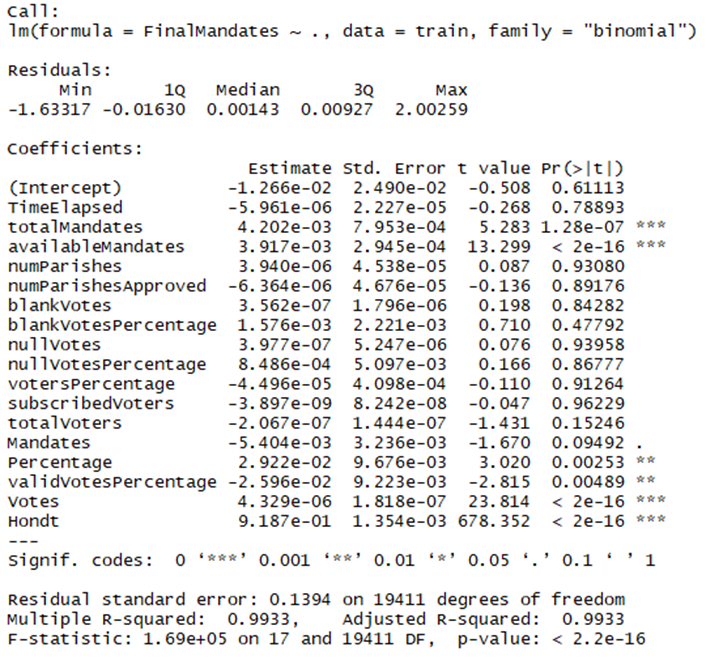 Call:
lm(formula = FinalMandates ~ ., data = train, family = "binomial")
Residuals:
Min 1Q Median 3Q Max
-1.63317 -0.01630 0.00143 0.00927 2.00259
Coefficients:
Estimate Std. Error t value Pr(>|t|)
(Intercept) -1.266e-02 2.490e-02 -0.508 0.61113
TimeElapsed -5.961e-06 2.227e-05 -0.268 0.78893
totalMandates 4.202e-03 7.953e-04 5.283 1.28e-07 ***
availableMandates 3.917e-03 2.945e-04 13.299 < 2e-16 ***
numParishes 3.940e-06 4.538e-05 0.087 0.93080
numParishesApproved -6.364e-06 4.676e-05 -0.136 0.89176
blankVotes 3.562e-07 1.796e-06 0.198 0.84282
blankVotesPercentage 1.576e-03 2.221e-03 0.710 0.47792
nullVotes 3.977e-07 5.247e-06 0.076 0.93958
nullVotesPercentage 8.486e-04 5.097e-03 0.166 0.86777
votersPercentage -4.496e-05 4.098e-04 -0.110 0.91264
subscribedVoters -3.897e-09 8.242e-08 -0.047 0.96229
totalVoters -2.067e-07 1.444e-07 -1.431 0.15246
Mandates -5.404e-03 3.236e-03 -1.670 0.09492 .
Percentage 2.922e-02 9.676e-03 3.020 0.00253 **
validVotesPercentage -2.596e-02 9.223e-03 -2.815 0.00489 **
Votes 4.329e-06 1.818e-07 23.814 < 2e-16 ***
Hondt 9.187e-01 1.354e-03 678.352 < 2e-16 ***
---
Signif. codes: 0 ‘***’ 0.001 ‘**’ 0.01 ‘*’ 0.05 ‘.’ 0.1 ‘ ’ 1
Residual standard error: 0.1394 on 19411 degrees of freedom
Multiple R-squared: 0.9933, Adjusted R-squared: 0.9933
F-statistic: 1.69e+05 on 17 and 19411 DF, p-value: < 2.2e-16